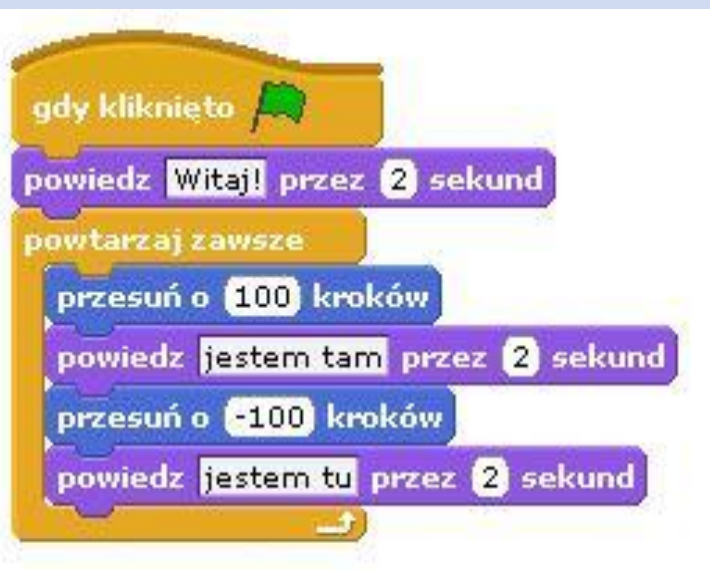 gdy kliknięto
powiedz Witaj! przez 2 sekund
powtarzaj zawsze
przesuń o 100 kroków
powiedz jestem tam przez 2 sekund
przesuń o -100 kroków
powiedz jestem tu przez 2 sekund